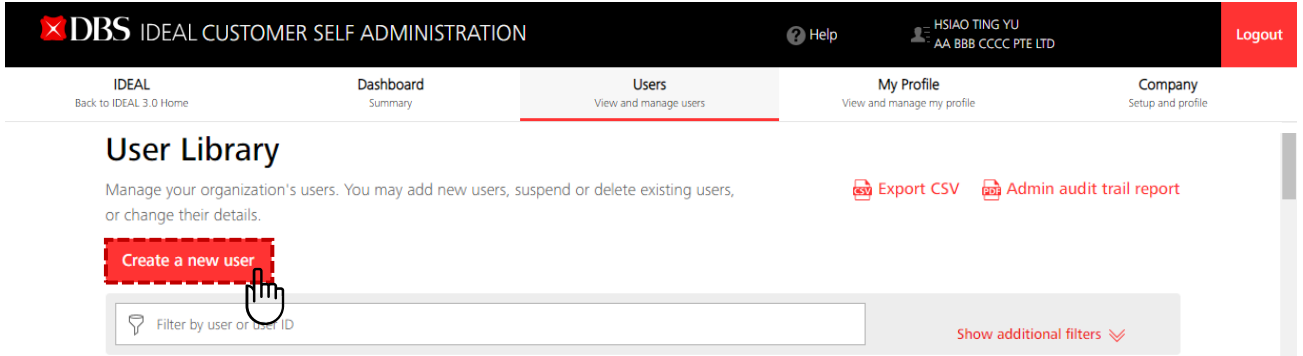 DBS IDEAL CUSTOMER SELF ADMINISTRATION
Help
HSIAO TING YU
AA BBB CCCC PTE LTD
Logout
IDEAL
Back to IDEAL 3.0 Home
Dashboard
Summary
Users
View and manage users
My Profile
View and manage my profile
Company
Setup and profile
User Library
Manage your organization's users. You may add new users, suspend or delete existing users,
or change their details.
CSV Export CSV
PDF Admin audit trail report
Create a new user
Filter by user or user ID
Show additional filters